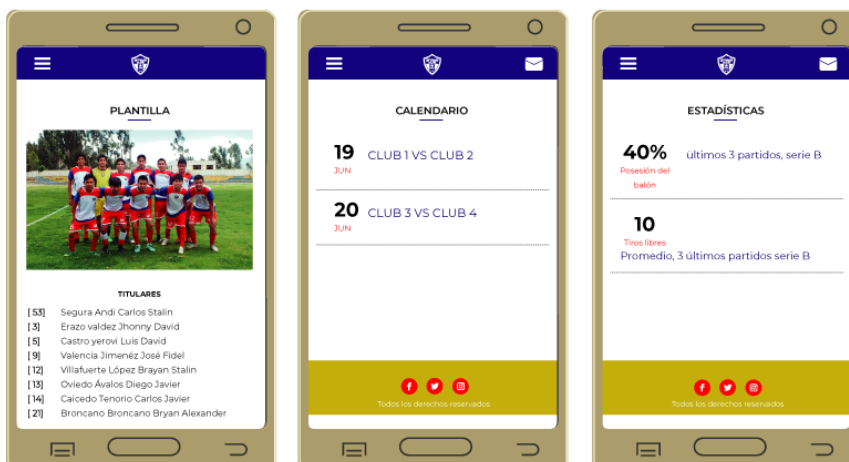 PLANTILLA
TITULARES
[ 53] Segura Andi Carlos Stalin
[ 3] Erazo valdez Jhonny David
[ 5] Castro yerovi Luis David
[ 9] Valencia Jimenéz José Fidel
[ 12] Villafuerte López Brayan Stalin
[ 13] Oviedo Ávalos Diego Javier
[ 14] Caicedo Tenorio Carlos Javier
[ 21] Broncano Broncano Bryan Alexander
CALENDARIO
19 CLUB 1 VS CLUB 2
JUN
20 CLUB 3 VS CLUB 4
JUN
Todos los derechos reservados
ESTADÍSTICAS
40% últimos 3 partidos, serie B
Posesión del
balón
10
Tiros libres
Promedio, 3 últimos partidos serie B
Todos los derechos reservados